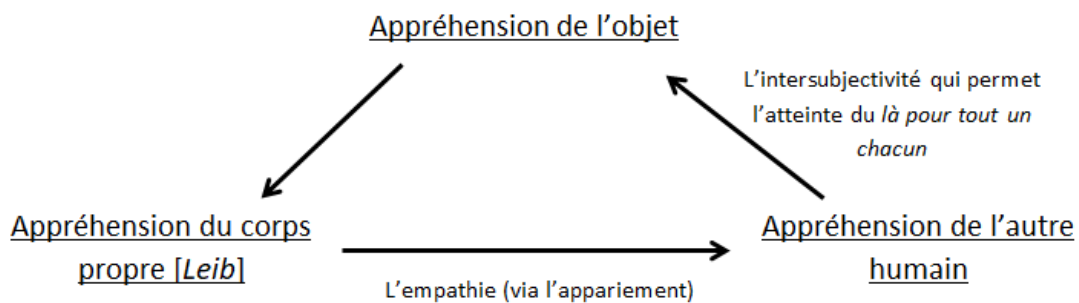 Appréhension de l'objet
L'intersubjectivité qui permet
l'atteinte du là pour tout un
chacun
Appréhension du corps
propre [Leib]
Appréhension de l'autre
humain
L'empathie (via l'appariement)